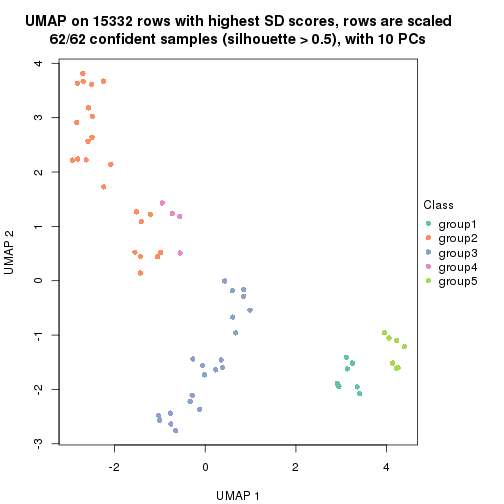 UMAP on 15332 rows with highest SD scores, rows are scaled
62/62 confident samples (silhouette > 0.5), with 10 PCs
4
3
2
1
0
-1
-2
-3
UMAP 2
-2
0
2
4
UMAP 1
Class
group1
group2
group3
group4
group5